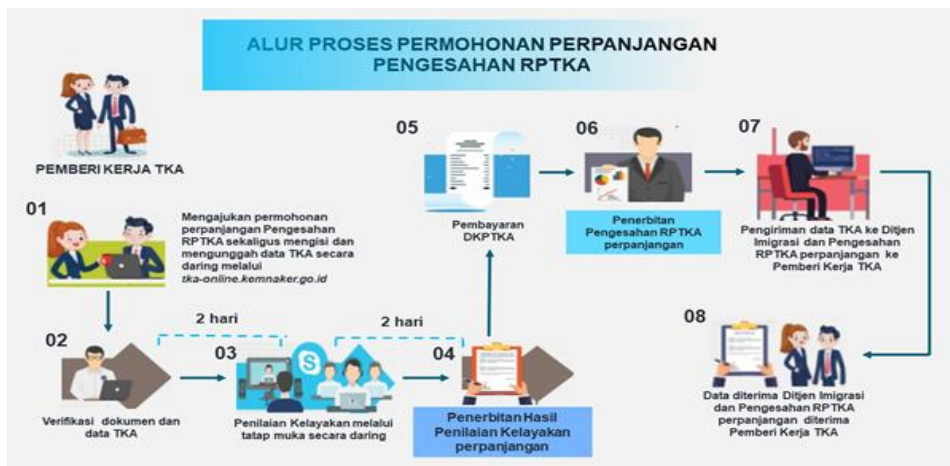 ALUR PROSES PERMOHONAN PERPANJANGAN
PENGESAHAN RPTKA
PEMBERI KERJA TKA
01
Mengajukan permohonan
perpanjangan Pengesahan
RPTKA sekaligus mengisi dan
mengunggah data TKA secara
daring melalui
tka-online.kemnaker.go.id
02
Verifikasi dokumen dan
data TKA
2 hari
03
Penilaian Kelayakan melalui
tatap muka secara daring
2 hari
04
Penerbitan Hasil
Penilaian Kelayakan
perpanjangan
05
Pembayaran
DKPTKA
06
Penerbitan
Pengesahan RPTKA
perpanjangan
07
Pengiriman data TKA ke Ditjen
Imigrasi dan Pengesahan
RPTKA perpanjangan ke
Pemberi Kerja TKA
08
Data diterima Ditjen Imigrasi
dan Pengesahan RPTKA
perpanjangan diterima
Pemberi Kerja TKA